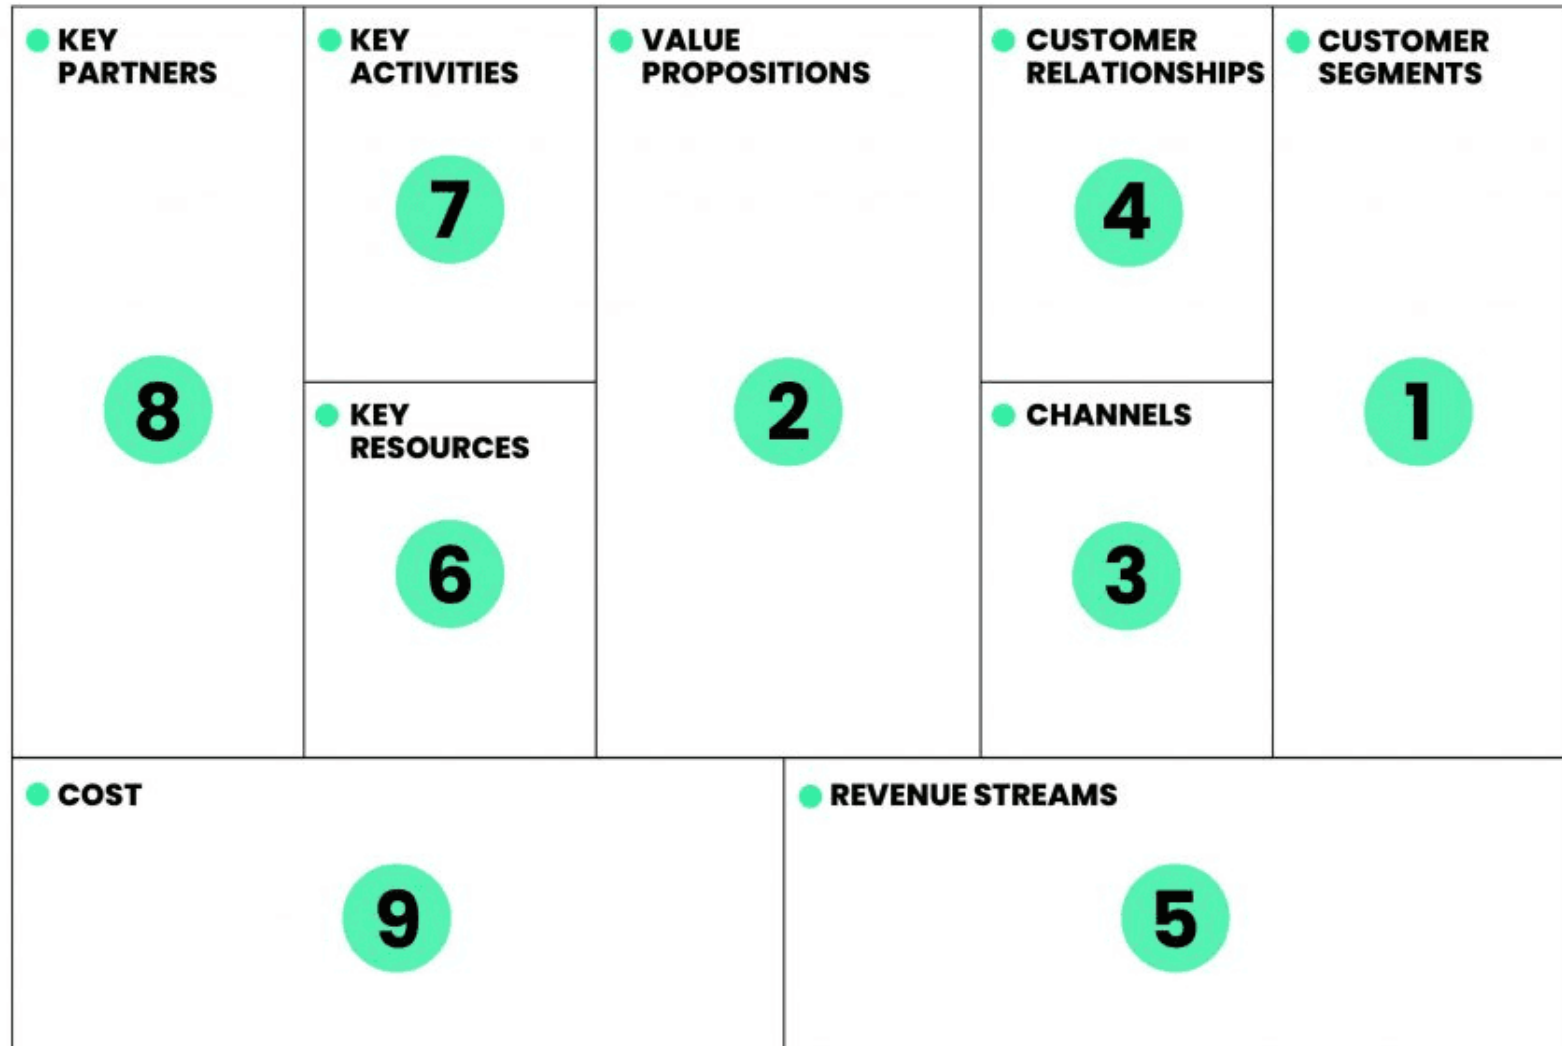 KEY
PARTNERS
8
KEY
ACTIVITIES
7
KEY
RESOURCES
6
VALUE
PROPOSITIONS
2
CUSTOMER
RELATIONSHIPS
4
CHANNELS
3
CUSTOMER
SEGMENTS
1
COST
9
REVENUE STREAMS
5